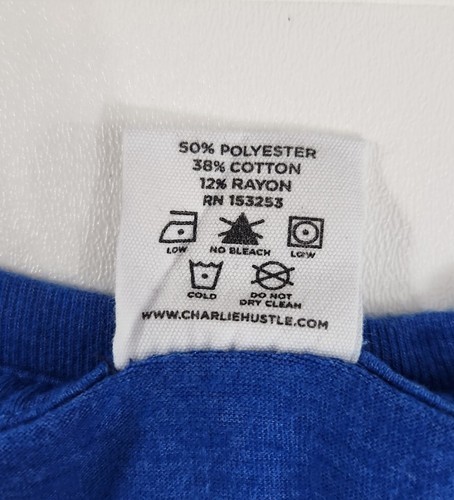 50% POLYESTER
38% COTTON
12% RAYON
RN 153253
LOW NO BLEACH LOW
COLD DO NOT
DRY CLEAN
WWW.CHARLIEHUSTLE.COM